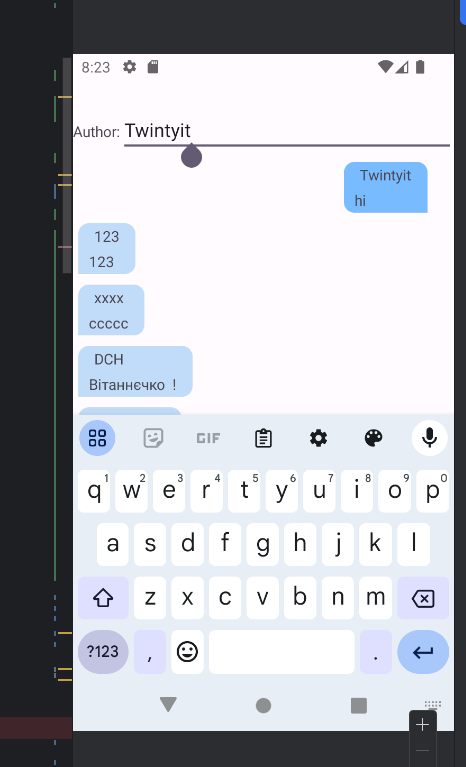 8:23
Author: Twintyit
Twintyit
hi
123
123
xxxx
ccccc
DCH
Вітаннєчко !
GIF
q1 w2 e3 r4 t5 y6 u7 i8 o9 p0
a s d f g h j k l
z x c v b n m
?123 , .
+